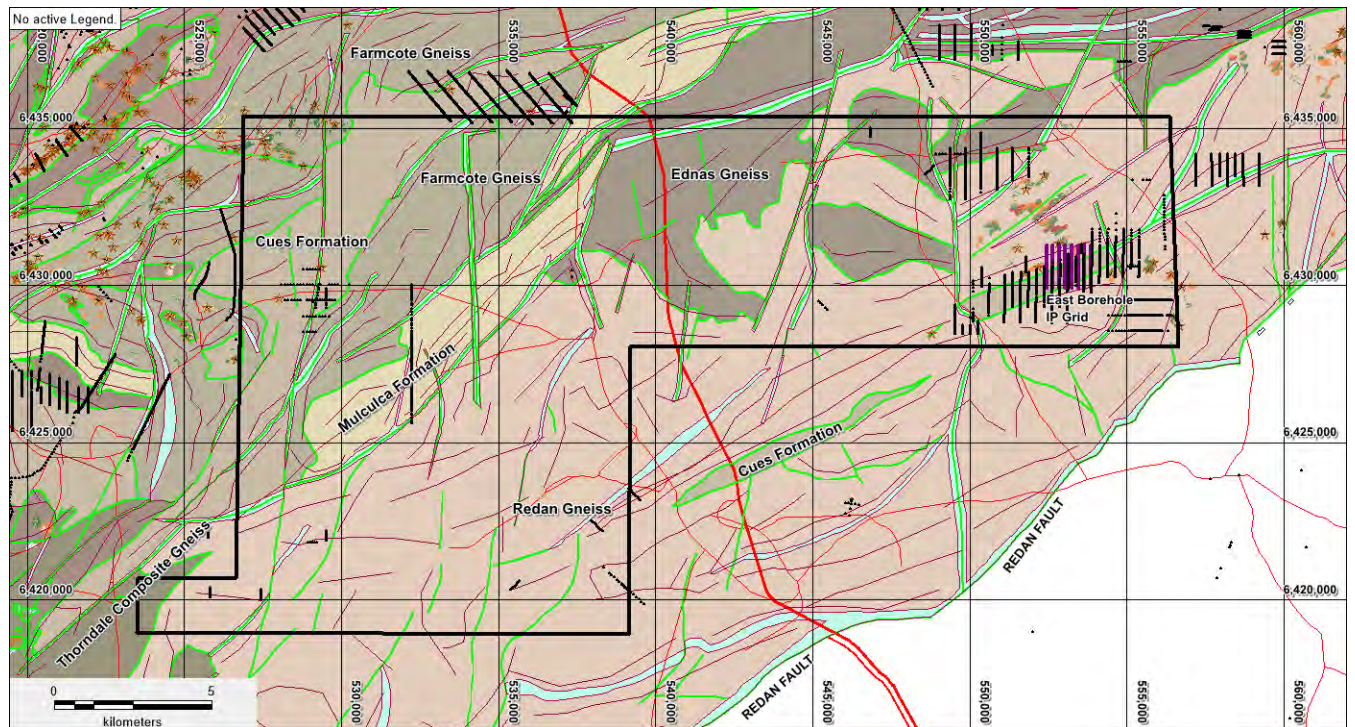 No active Legend.
525,000
535,000
540,000
545,000
550,000
555,000
560,000
Farmcote Gneiss
6,435,000
6,435,000
Farmcote Gneiss
Ednas Gneiss
Cues Formation
6,430,000
6,430,000
East Borehole
IP Grid
Mulculca Formation
6,425,000
6,425,000
Cues Formation
Redan Gneiss
REDAN FAULT
Thorndale Composite Gneiss
6,420,000
6,420,000
REDAN FAULT
0 5
kilometers
530,000
535,000
540,000
545,000
550,000
555,000
560,000